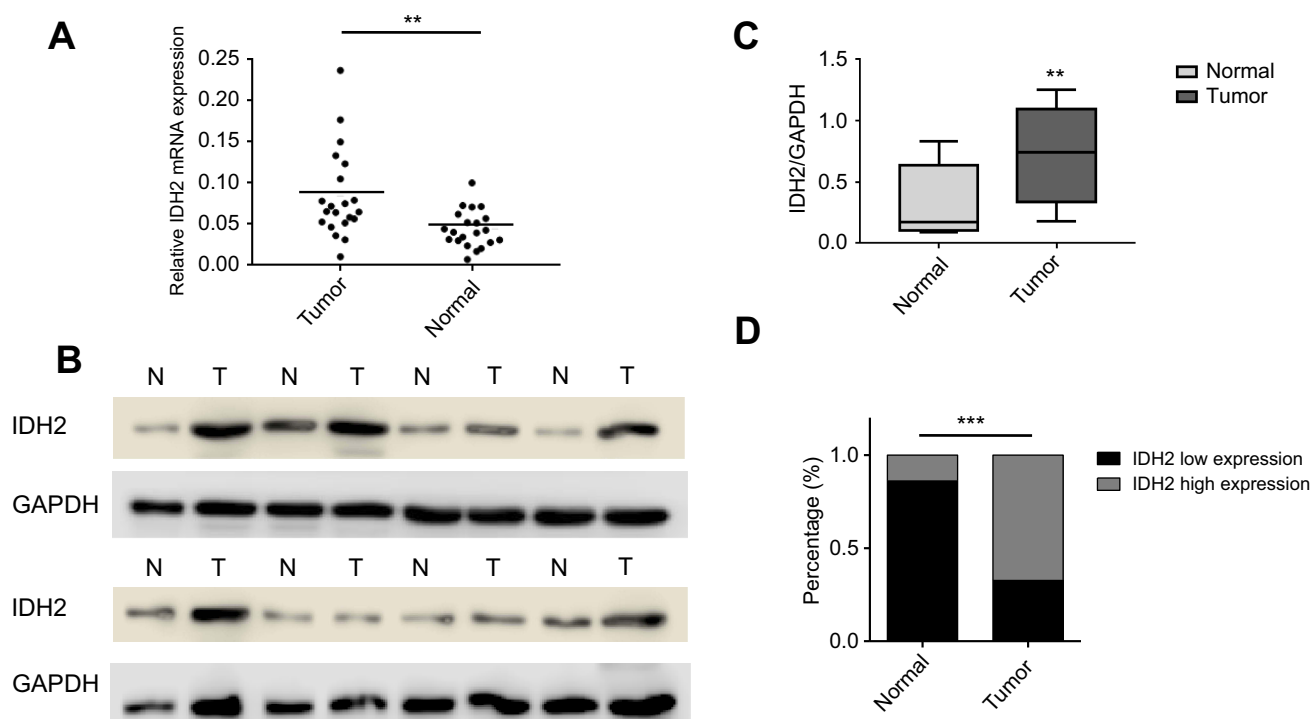 A
Relative IDH2 mRNA expression
**
0.25
0.20
0.15
0.10
0.05
0.00
Tumor
Normal
B
N T N T N T N T
IDH2
GAPDH
N T N T N T N T
IDH2
GAPDH
C
IDH2/GAPDH
1.5
1.0
0.5
0.0
**
Normal
Tumor
Normal
Tumor
D
Percentage (%)
1.0
0.5
0.0
***
Normal
Tumor
IDH2 low expression
IDH2 high expression